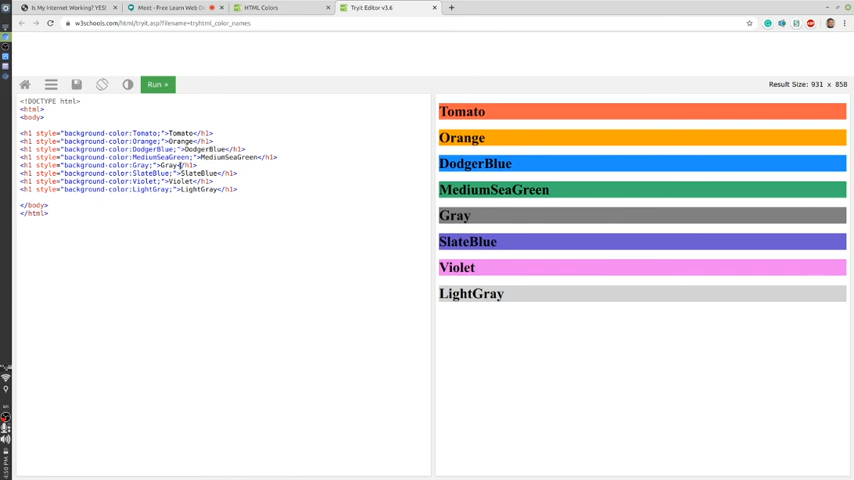 Is My Internet Working? YES!
Meet - Free Learn Web De
HTML Colors
Tryit Editor v3.6
w3schools.com/html/tryit.asp?filename=tryhtml_color_names
Run »
Result Size: 931 x 858
<!DOCTYPE html>
<html>
<body>
<h1 style="background-color:Tomato;">Tomato</h1>
<h1 style="background-color:Orange;">Orange</h1>
<h1 style="background-color:DodgerBlue;">DodgerBlue</h1>
<h1 style="background-color:MediumSeaGreen;">MediumSeaGreen</h1>
<h1 style="background-color:Gray;">Gray</h1>
<h1 style="background-color:SlateBlue;">SlateBlue</h1>
<h1 style="background-color:Violet;">Violet</h1>
<h1 style="background-color:LightGray;">LightGray</h1>
</body>
</html>
Tomato
Orange
DodgerBlue
MediumSeaGreen
Gray
SlateBlue
Violet
LightGray
4:50 PM